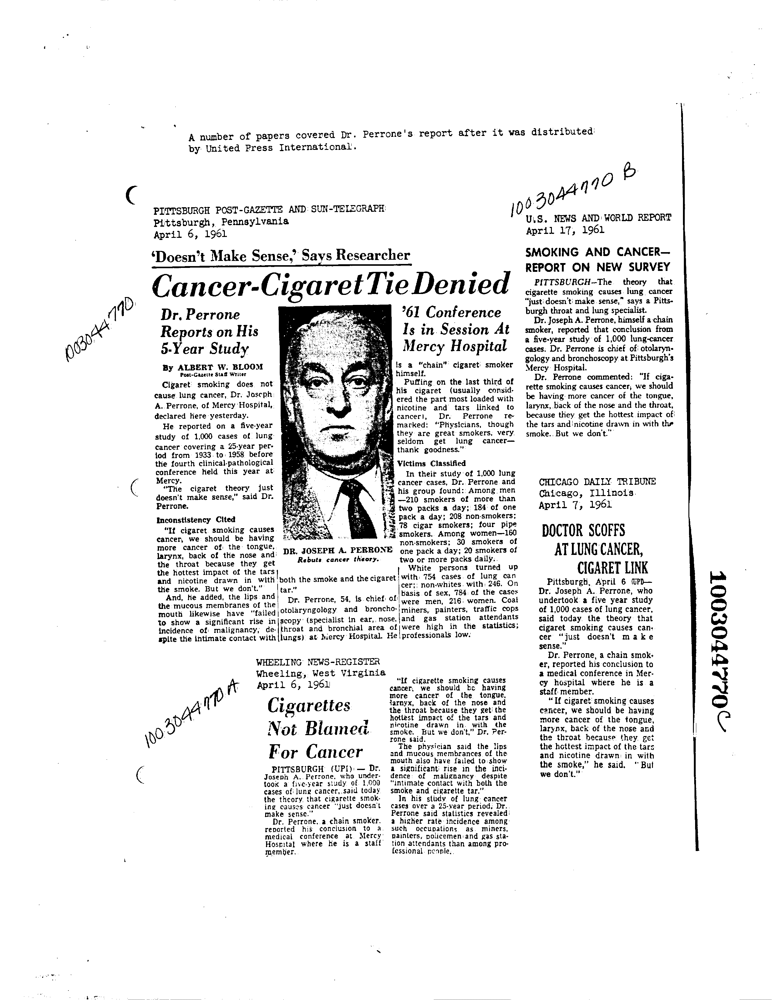 A number of papers covered Dr. Perrone's report after it was distributed
by United Press International.
1003044770 B
PITTSBURGH POST-GAZETTE AND SUN-TELEGRAPH
Pittsburgh, Pennsylvania
April 6, 1961
1003044770
'Doesn't Make Sense,' Says Researcher
Cancer-Cigaret Tie Denied
Dr. Perrone
Reports on His
5-Year Study
By ALBERT W. BLOOM
Post-Gazette Staff Writer
Cigaret smoking does not
cause lung cancer, Dr. Joseph
A. Perrone, of Mercy Hospital,
declared here yesterday.
He reported on a five-year
study of 1,000 cases of lung
cancer covering a 25-year per-
iod from 1933 to 1958 before
the fourth clinical-pathological
conference held this year at
Mercy.
"The cigaret theory just
doesn't make sense," said Dr.
Perrone.
Inconsistency Cited
"If cigaret smoking causes
cancer, we should be having
more cancer of the tongue,
larynx, back of the nose and
the throat because they get
the hottest impact of the tars
and nicotine drawn in with
the smoke. But we don't."
And, he added, the lips and
the mucous membranes of the
mouth likewise have "failed
to show a significant rise in
incidence of malignancy, de-
spite the intimate contact with
DR. JOSEPH A. PERRONE
Rebuts cancer theory.
both the smoke and the cigaret
tar."
Dr. Perrone, 54, is chief of
otolaryngology and broncho-
scopy (specialist in ear, nose,
throat and bronchial area of
lungs) at Mercy Hospital. He
'61 Conference
Is in Session At
Mercy Hospital
is a "chain" cigaret smoker
himself.
Puffing on the last third of
his cigaret (usually consid-
ered the part most loaded with
nicotine and tars linked to
cancer), Dr. Perrone re-
marked: "Physicians, though
they are great smokers, very
seldom get lung cancer—
thank goodness."
Victims Classified
In their study of 1,000 lung
cancer cases, Dr. Perrone and
his group found: Among men
—210 smokers of more than
two packs a day; 184 of one
pack a day; 208 non-smokers;
78 cigar smokers; four pipe
smokers. Among women—160
non-smokers; 30 smokers of
one pack a day; 20 smokers of
two or more packs daily.
White persons turned up
with 754 cases of lung can
cer; non-whites with 246. On
basis of sex, 784 of the cases
were men, 216 women. Coal
miners, painters, traffic cops
and gas station attendants
were high in the statistics;
professionals low.
U.S. NEWS AND WORLD REPORT
April 17, 1961
SMOKING AND CANCER—
REPORT ON NEW SURVEY
PITTSBURGH—The theory that
cigarette smoking causes lung cancer
"just doesn't make sense," says a Pitts-
burgh throat and lung specialist.
Dr. Joseph A. Perrone, himself a chain
smoker, reported that conclusion from
a five-year study of 1,000 lung-cancer
cases. Dr. Perrone is chief of otolaryn-
gology and bronchoscopy at Pittsburgh's
Mercy Hospital.
Dr. Perrone commented: "If ciga-
rette smoking causes cancer, we should
be having more cancer of the tongue,
larynx, back of the nose and the throat,
because they get the hottest impact of
the tars and nicotine drawn in with the
smoke. But we don't."
CHICAGO DAILY TRIBUNE
Chicago, Illinois
April 7, 1961
DOCTOR SCOFFS
AT LUNG CANCER,
CIGARET LINK
Pittsburgh, April 6 (UPI)—
Dr. Joseph A. Perrone, who
undertook a five year study
of 1,000 cases of lung cancer,
said today the theory that
cigaret smoking causes can-
cer "just doesn't make
sense."
Dr. Perrone, a chain smok-
er, reported his conclusion to
a medical conference in Mer-
cy hospital where he is a
staff member.
"If cigaret smoking causes
cancer, we should be having
more cancer of the tongue,
larynx, back of the nose and
the throat because they get
the hottest impact of the tars
and nicotine drawn in with
the smoke," he said. "But
we don't."
WHEELING NEWS-REGISTER
Wheeling, West Virginia
April 6, 1961
1003044770 A
Cigarettes
Not Blamed
For Cancer
PITTSBURGH (UPI) — Dr.
Joseph A. Perrone, who under-
took a five-year study of 1,000
cases of lung cancer, said today
the theory that cigarette smok-
ing causes cancer "just doesn't
make sense."
Dr. Perrone, a chain smoker,
reported his conclusion to a
medical conference at Mercy
Hospital where he is a staff
member.
"If cigarette smoking causes
cancer, we should be having
more cancer of the tongue,
larnyx, back of the nose and
the throat because they get the
hottest impact of the tars and
nicotine drawn in with the
smoke. But we don't," Dr. Per-
rone said.
The physician said the lips
and mucous membranes of the
mouth also have failed to show
a significant rise in the inci-
dence of malignancy despite
"intimate contact with both the
smoke and cigarette tar."
In his study of lung cancer
cases over a 25-year period, Dr.
Perrone said statistics revealed
a higher rate incidence among
such occupations as miners,
painters, policemen and gas sta-
tion attendants than among pro-
fessional people.
1003044770C